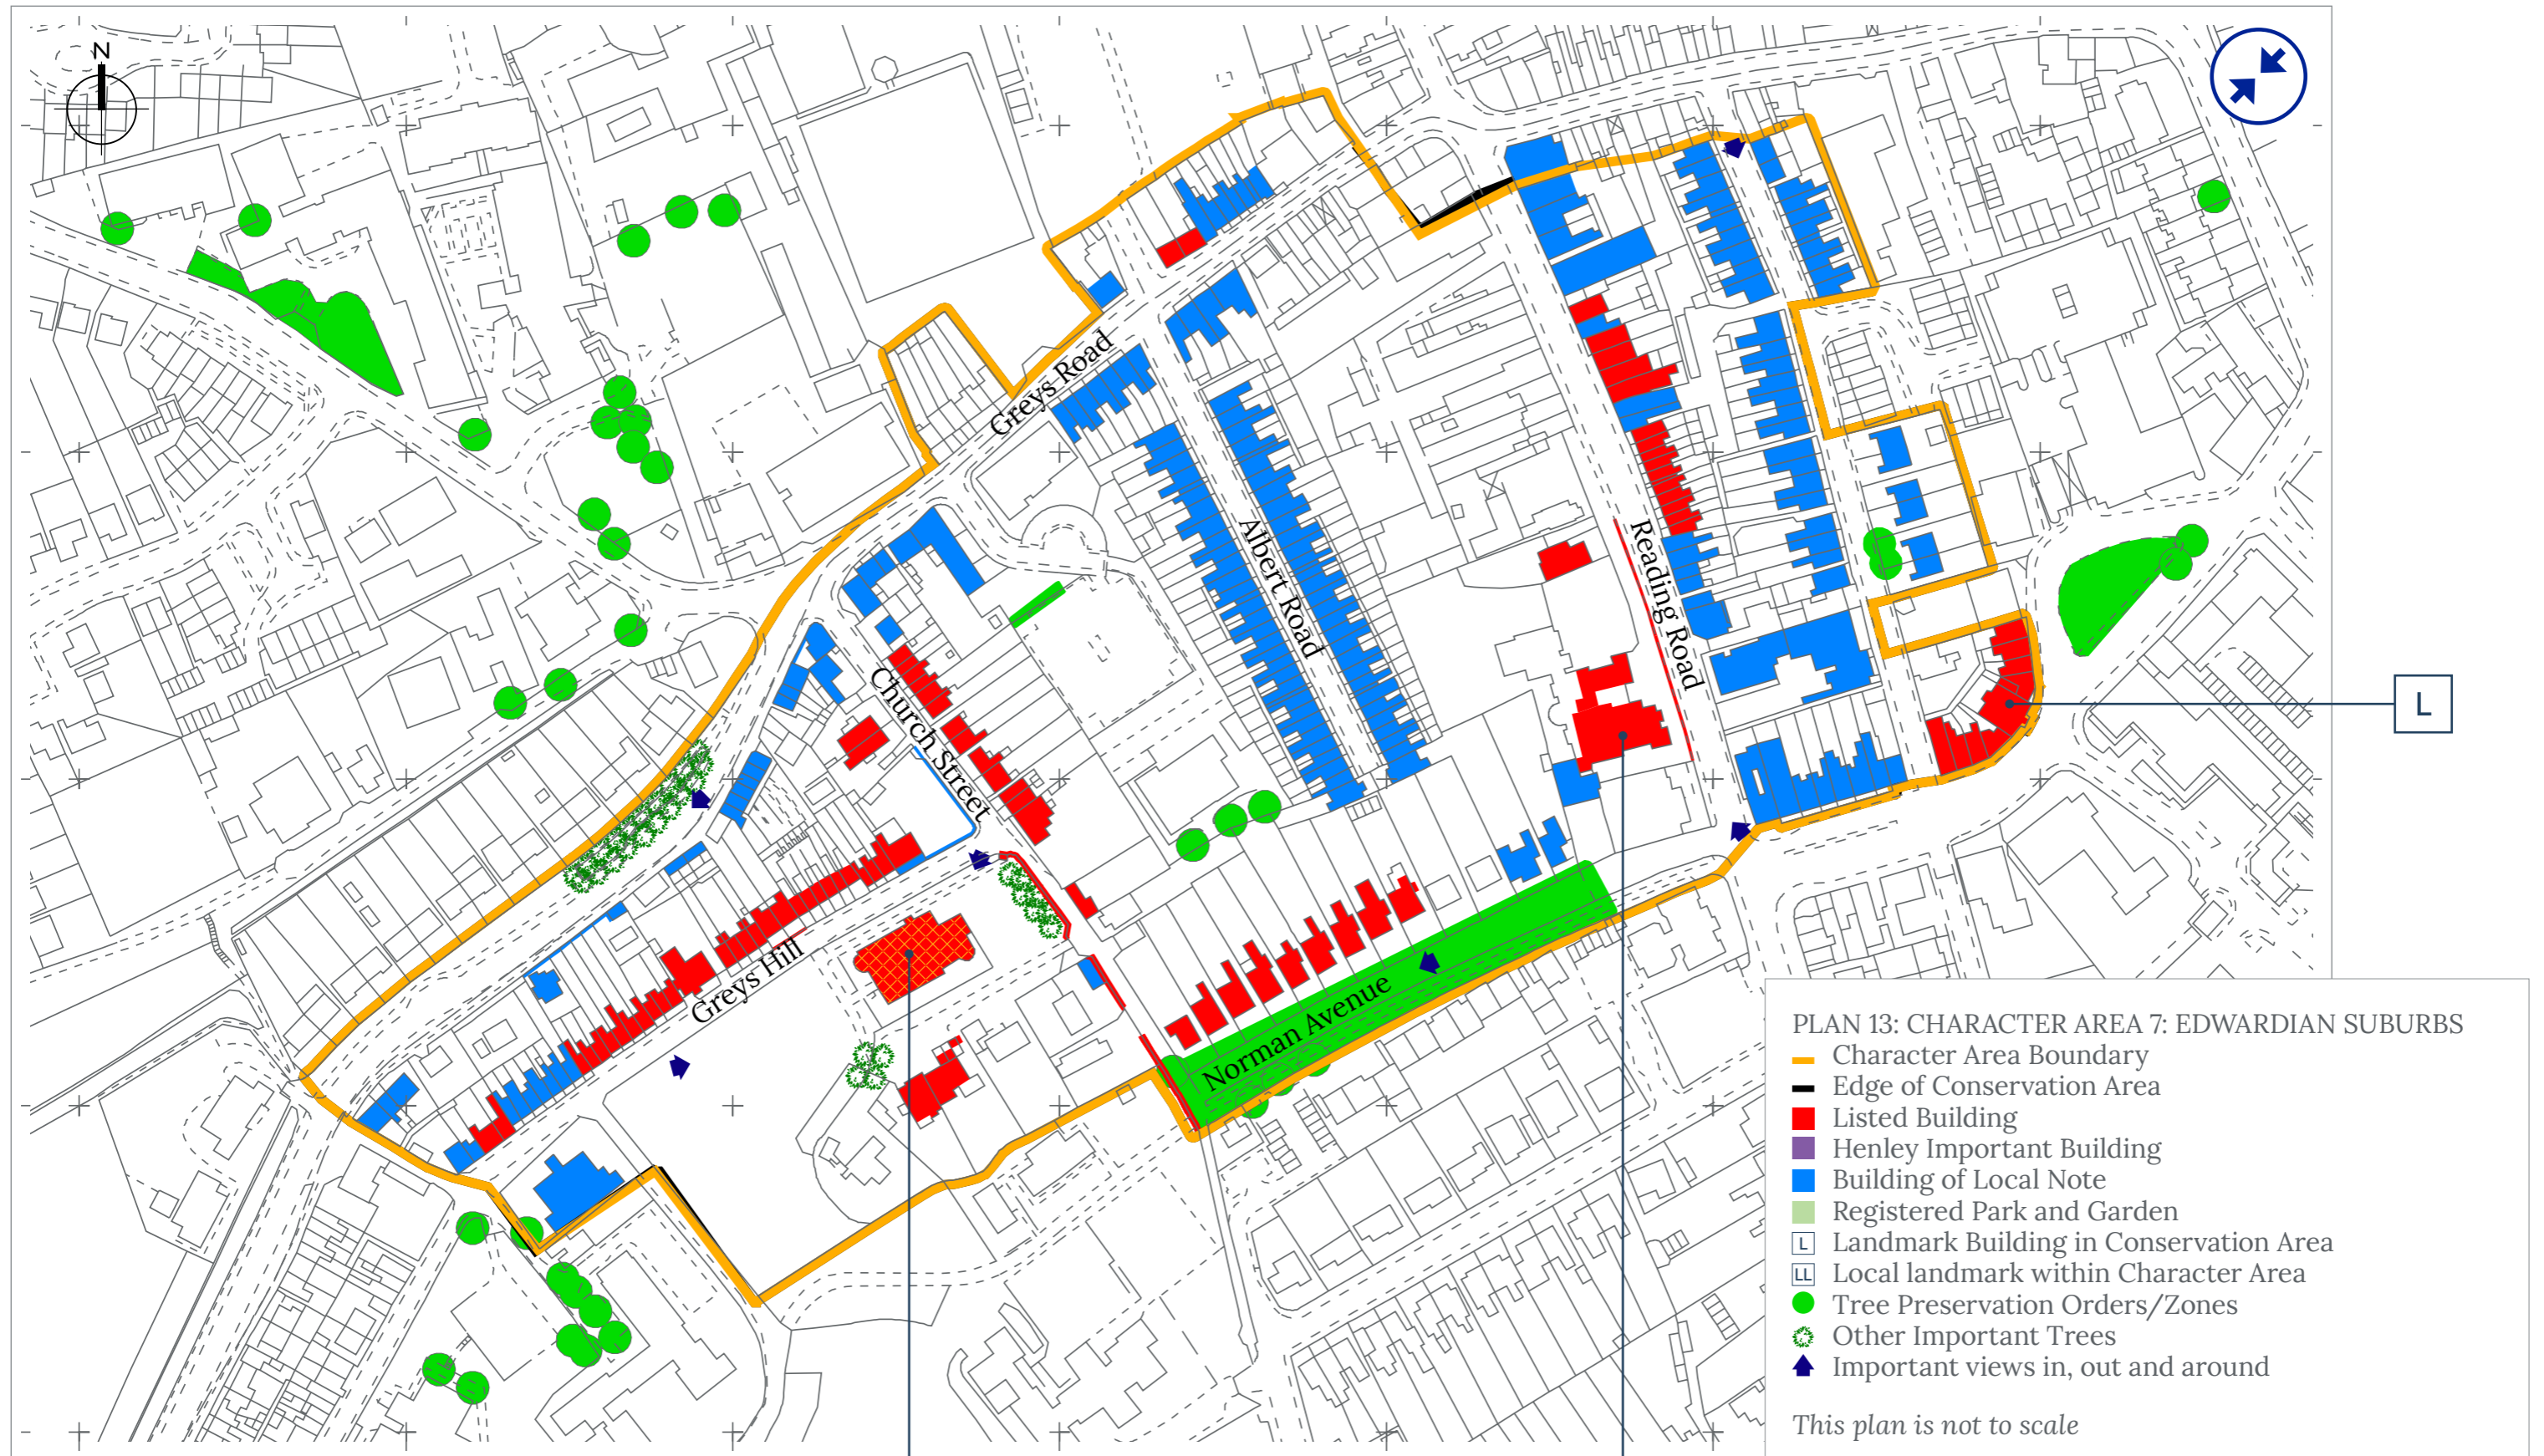 N
Greys Road
Albert Road
Reading Road
Church Street
L
Greys Hill
Norman Avenue
PLAN 13: CHARACTER AREA 7: EDWARDIAN SUBURBS
Character Area Boundary
Edge of Conservation Area
Listed Building
Henley Important Building
Building of Local Note
Registered Park and Garden
L Landmark Building in Conservation Area
LL Local landmark within Character Area
Tree Preservation Orders/Zones
Other Important Trees
Important views in, out and around
This plan is not to scale